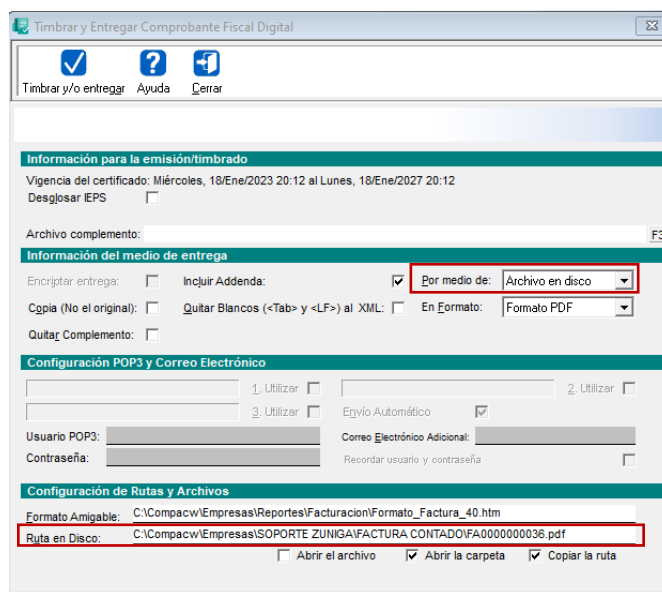 Timbrar y Entregar Comprobante Fiscal Digital
Timbrar y/o entregar Ayuda Cerrar
Información para la emisión/timbrado
Vigencia del certificado: Miércoles, 18/Ene/2023 20:12 al Lunes, 18/Ene/2027 20:12
Desglosar IEPS
Archivo complemento: F3
Información del medio de entrega
Encriptar entrega: Incluir Addenda: Por medio de: Archivo en disco
Copia (No el original): Quitar Blancos (<Tab> y <LF>) al XML: En Formato: Formato PDF
Quitar Complemento:
Configuración POP3 y Correo Electrónico
1. Utilizar 2. Utilizar
3. Utilizar Envío Automático
Usuario POP3: Correo Electrónico Adicional:
Contraseña: Recordar usuario y contraseña
Configuración de Rutas y Archivos
Formato Amigable: C:\Compacw\Empresas\Reportes\Facturacion\Formato_Factura_40.htm
Ruta en Disco: C:\Compacw\Empresas\SOPORTE ZUNIGA\FACTURA CONTADO\FA0000000036.pdf
Abrir el archivo Abrir la carpeta Copiar la ruta